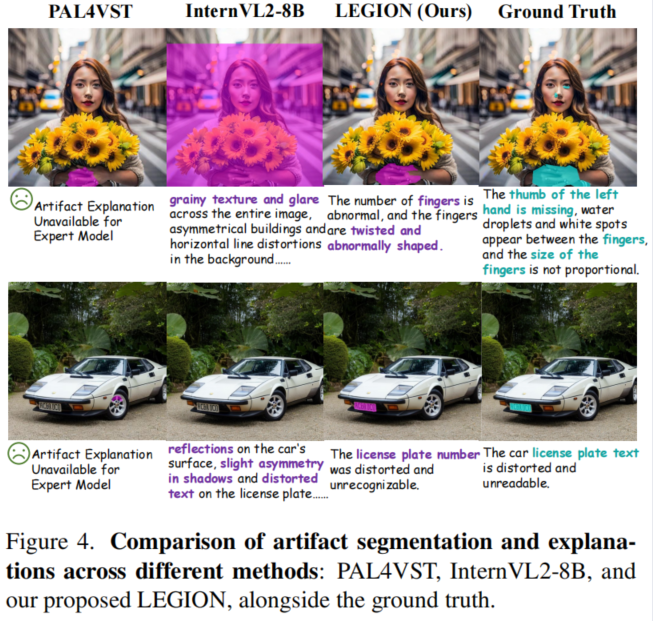 PAL4VST
InternVL2-8B
LEGION (Ours)
Ground Truth
Artifact Explanation
Unavailable for
Expert Model
grainy texture and glare
across the entire image,
asymmetrical buildings and
horizontal line distortions
in the background......
The number of fingers is
abnormal, and the fingers
are twisted and
abnormally shaped.
The thumb of the left
hand is missing, water
droplets and white spots
appear between the fingers,
and the size of the
fingers is not proportional.
Artifact Explanation
Unavailable for
Expert Model
reflections on the car's
surface, slight asymmetry
in shadows and distorted
text on the license plate......
The license plate number
was distorted and
unrecognizable.
The car license plate text
is distorted and
unreadable.
Figure 4. Comparison of artifact segmentation and explana-
tions across different methods: PAL4VST, InternVL2-8B, and
our proposed LEGION, alongside the ground truth.